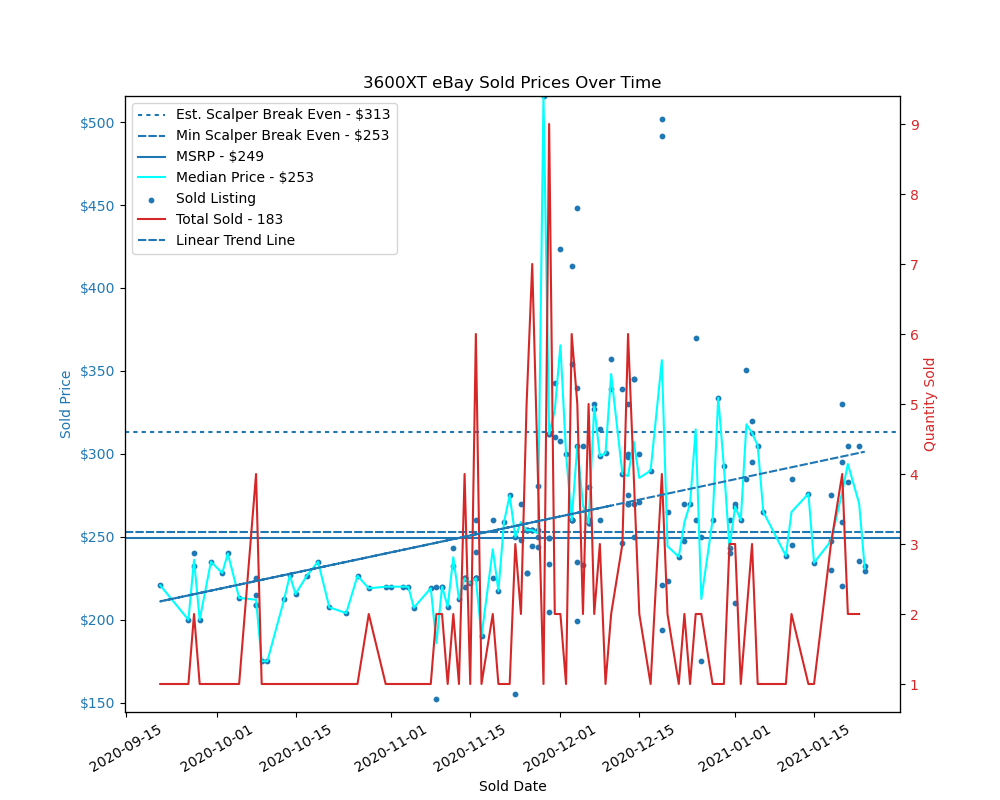 3600XT eBay Sold Prices Over Time
Est. Scalper Break Even - $313
Min Scalper Break Even - $253
MSRP - $249
Median Price - $253
Sold Listing
Total Sold - 183
Linear Trend Line
$500
$450
$400
$350
$300
$250
$200
$150
Sold Price
9
8
7
6
5
4
3
2
1
Quantity Sold
2020-09-15
2020-10-01
2020-10-15
2020-11-01
2020-11-15
2020-12-01
2020-12-15
2021-01-01
2021-01-15
Sold Date